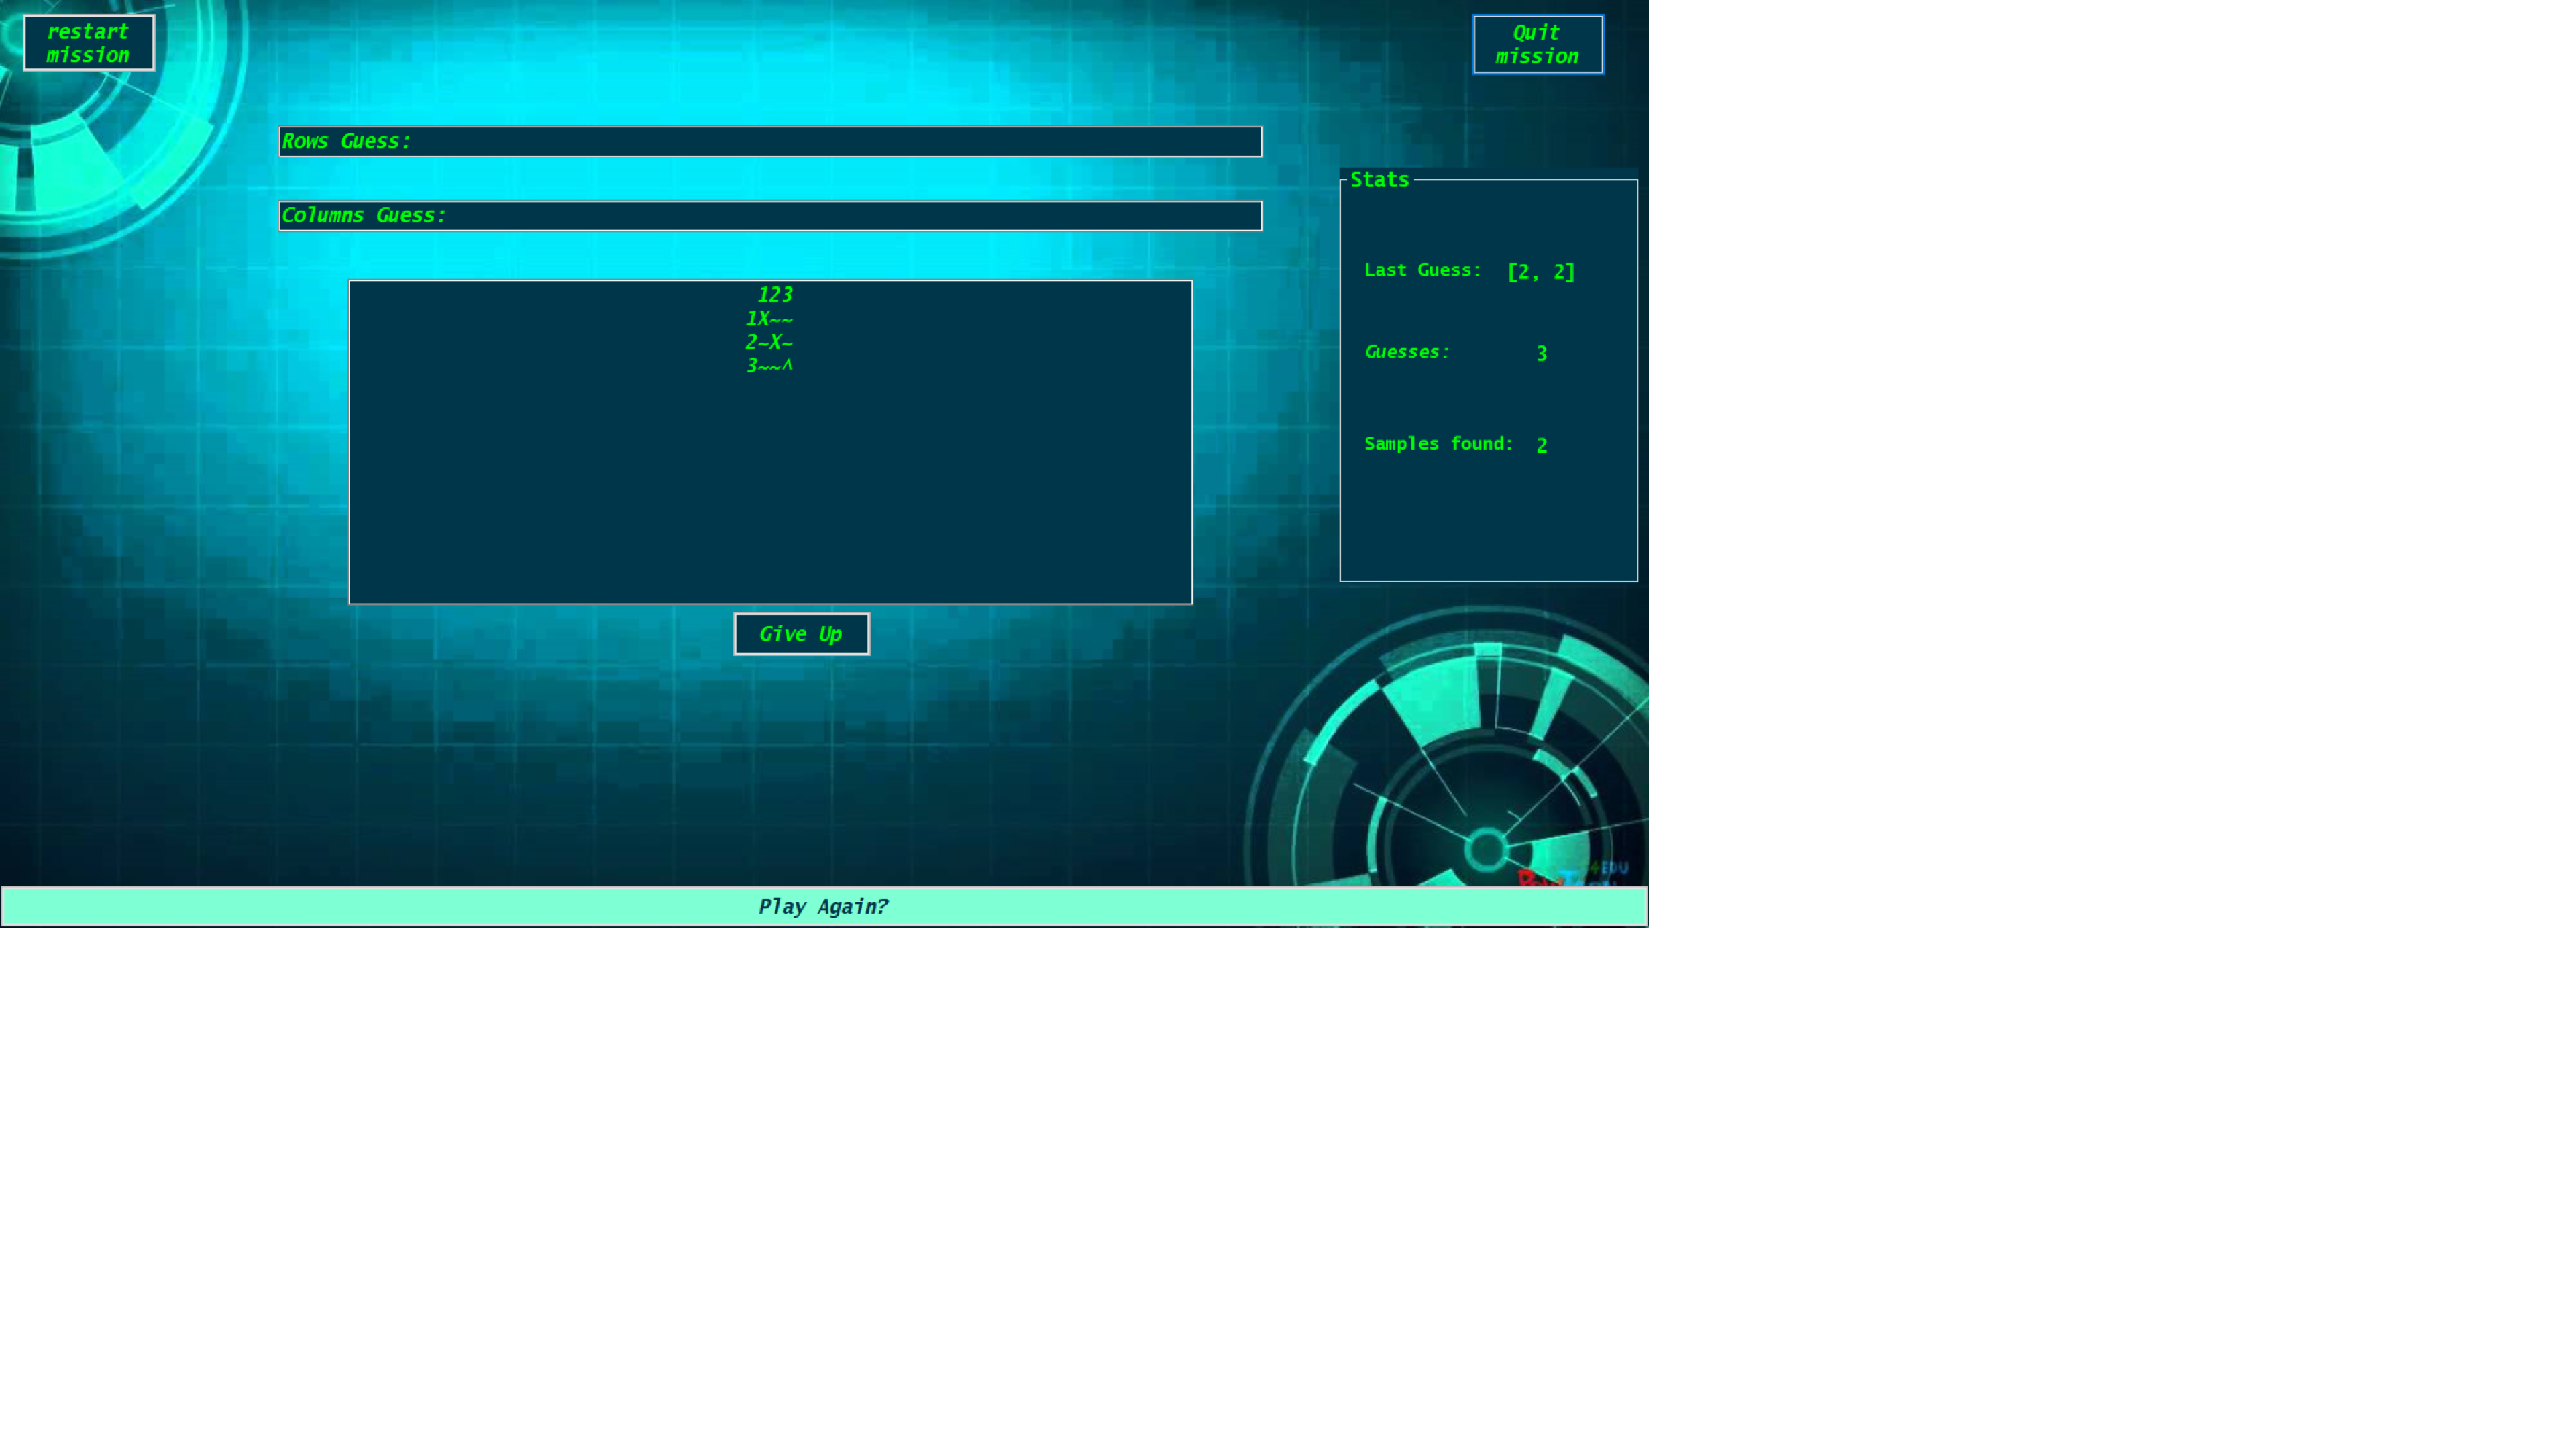 restart
mission
Quit
mission
Rows Guess:
Columns Guess:
123
1X~~
2~X~
3~~^
Give Up
Stats
Last Guess: [2, 2]
Guesses: 3
Samples found: 2
4EDU
Play Again?